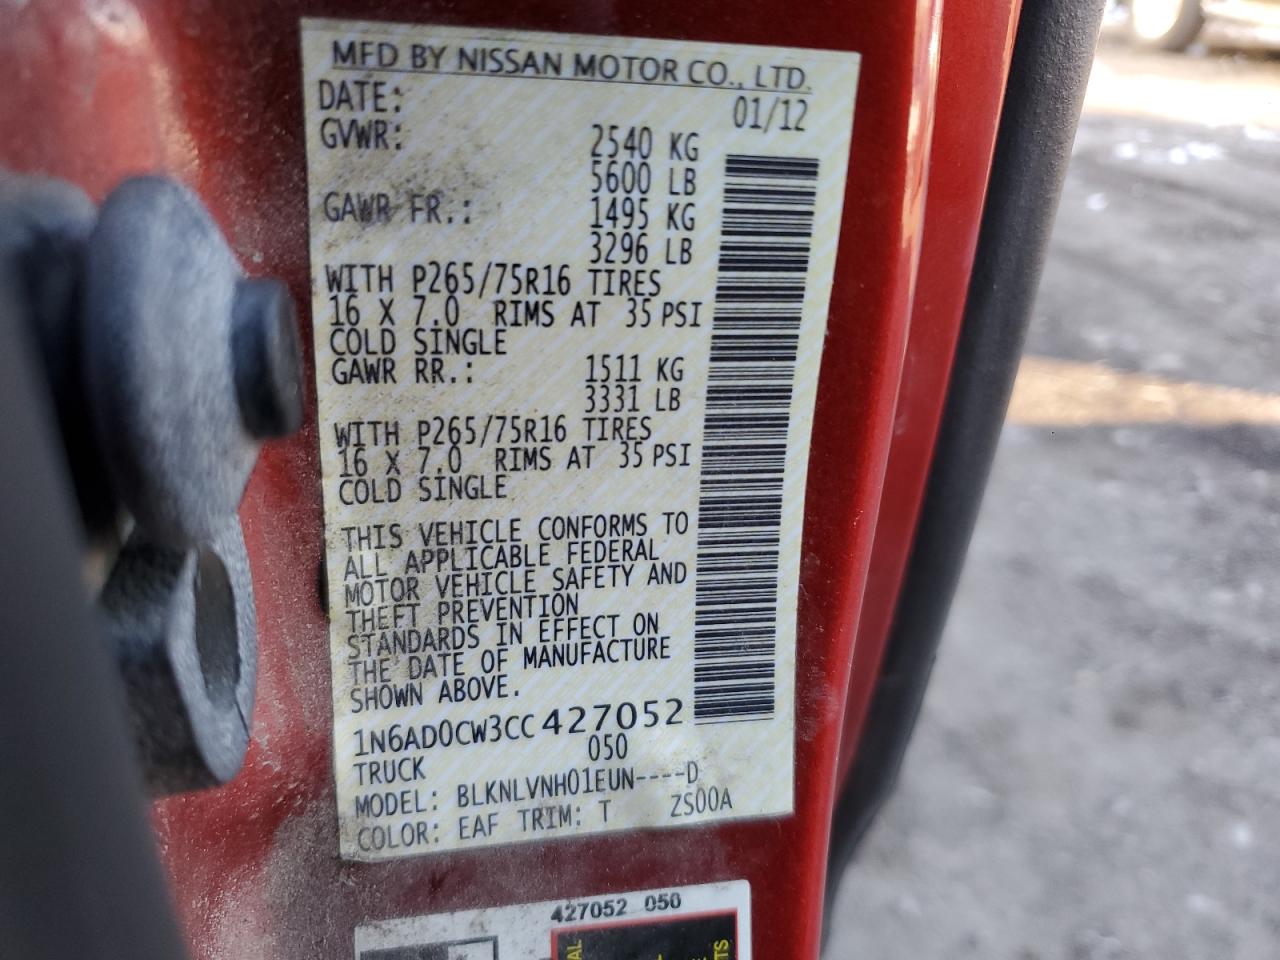 MFD BY NISSAN MOTOR CO., LTD.
DATE: 01/12
GVWR: 2540 KG
5600 LB
GAWR FR.: 1495 KG
3296 LB
WITH P265/75R16 TIRES
16 X 7.0 RIMS AT 35 PSI
COLD SINGLE
GAWR RR.: 1511 KG
3331 LB
WITH P265/75R16 TIRES
16 X 7.0 RIMS AT 35 PSI
COLD SINGLE
THIS VEHICLE CONFORMS TO
ALL APPLICABLE FEDERAL
MOTOR VEHICLE SAFETY AND
THEFT PREVENTION
STANDARDS IN EFFECT ON
THE DATE OF MANUFACTURE
SHOWN ABOVE.
1N6AD0CW3CC 427052
TRUCK 050
MODEL: BLKNLVNH01EUN----D
COLOR: EAF TRIM: T ZS00A
427052 050